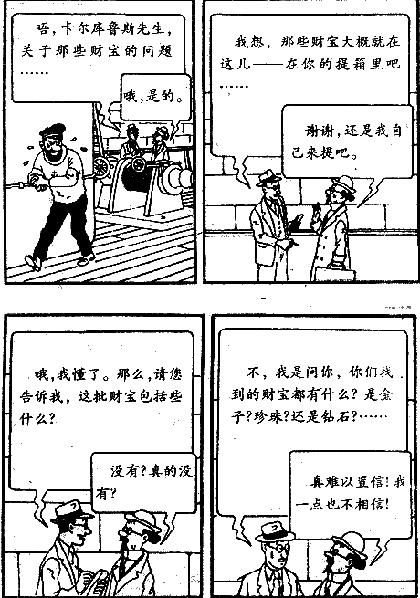 唔，卡尔库鲁斯先生，
关于那些财宝的问题
……
哦，是的。
我想，那些财宝大概就在
这儿——在你的提箱里吧
……
谢谢，还是我自
己来提吧。
哦，我懂了。那么，请您
告诉我，这批财宝包括些
什么？
没有？真的没
有？
不，我是问你，你们找
到的财宝都有什么？是金
子？珍珠？还是钻石？……
真难以置信！我
一点也不相信！